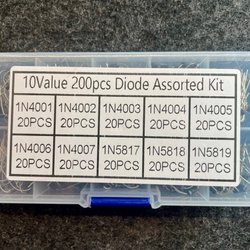 10Value 200pcs Diode Assorted Kit
1N4001 1N4002 1N4003 1N4004 1N4005
20PCS 20PCS 20PCS 20PCS 20PCS
1N4006 1N4007 1N5817 1N5818 1N5819
20PCS 20PCS 20PCS 20PCS 20PCS